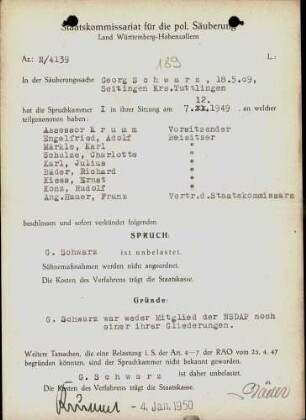 Staatskommissariat für die pol. Säuberung
Land Württemberg-Hohenzollern
Az: N/4139
169
L.:
In der Säuberungssache Georg S c h w a r z , 18.5.09,
Seitingen Krs.Tuttlingen
12.
hat die Spruchkammer I in ihrer Sitzung am 7.XX.1949 an welcher
teilgenommen haben:
Assessor K r u m m Vorsitzender
Engelfried, Adolf Beisitzer
Märkle, Karl "
Schulze, Charlotte "
Karl, Julius "
Bader, Richard "
Kiess, Ernst "
Konz, Rudolf "
Ang.Hauer, Franz Vertr.d.Staatskommissars
beschlossen und sofort verkündet folgenden
SPRUCH:
G. Schwarz ist unbelastet.
Sühnemaßnahmen werden nicht angeordnet.
Die Kosten des Verfahrens trägt die Staatskasse.
Gründe:
G. Schwarz war weder Mitglied der NSDAP noch
einer ihrer Gliederungen.
Weitere Tatsachen, die eine Belastung i. S. der Art. 4—7 der RAO vom 25. 4. 47
begründen könnten, sind der Spruchkammer nicht bekannt geworden.
G. S c h w a r z ist daher unbelastet.
Die Kosten des Verfahrens trägt die Staatskasse.
Krumm
- 4. Jan. 1950
Bader